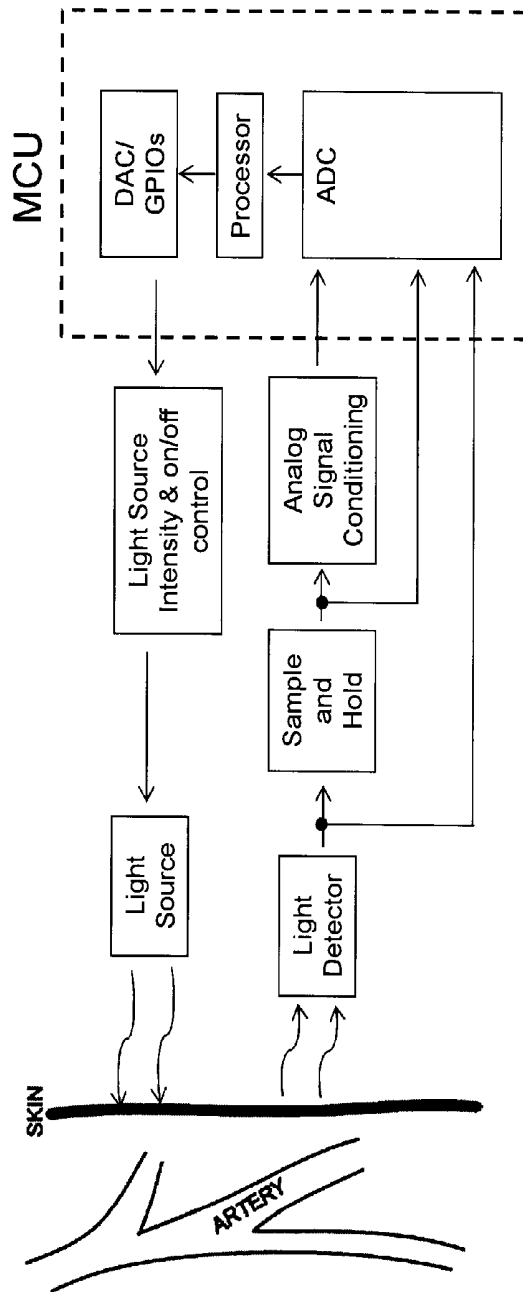 MCU
SKIN
ARTERY
Light
Source
Light Source
Intensity & on/off
control
DAC/
GPIOs
Processor
ADC
Light
Detector
Sample
and
Hold
Analog
Signal
Conditioning